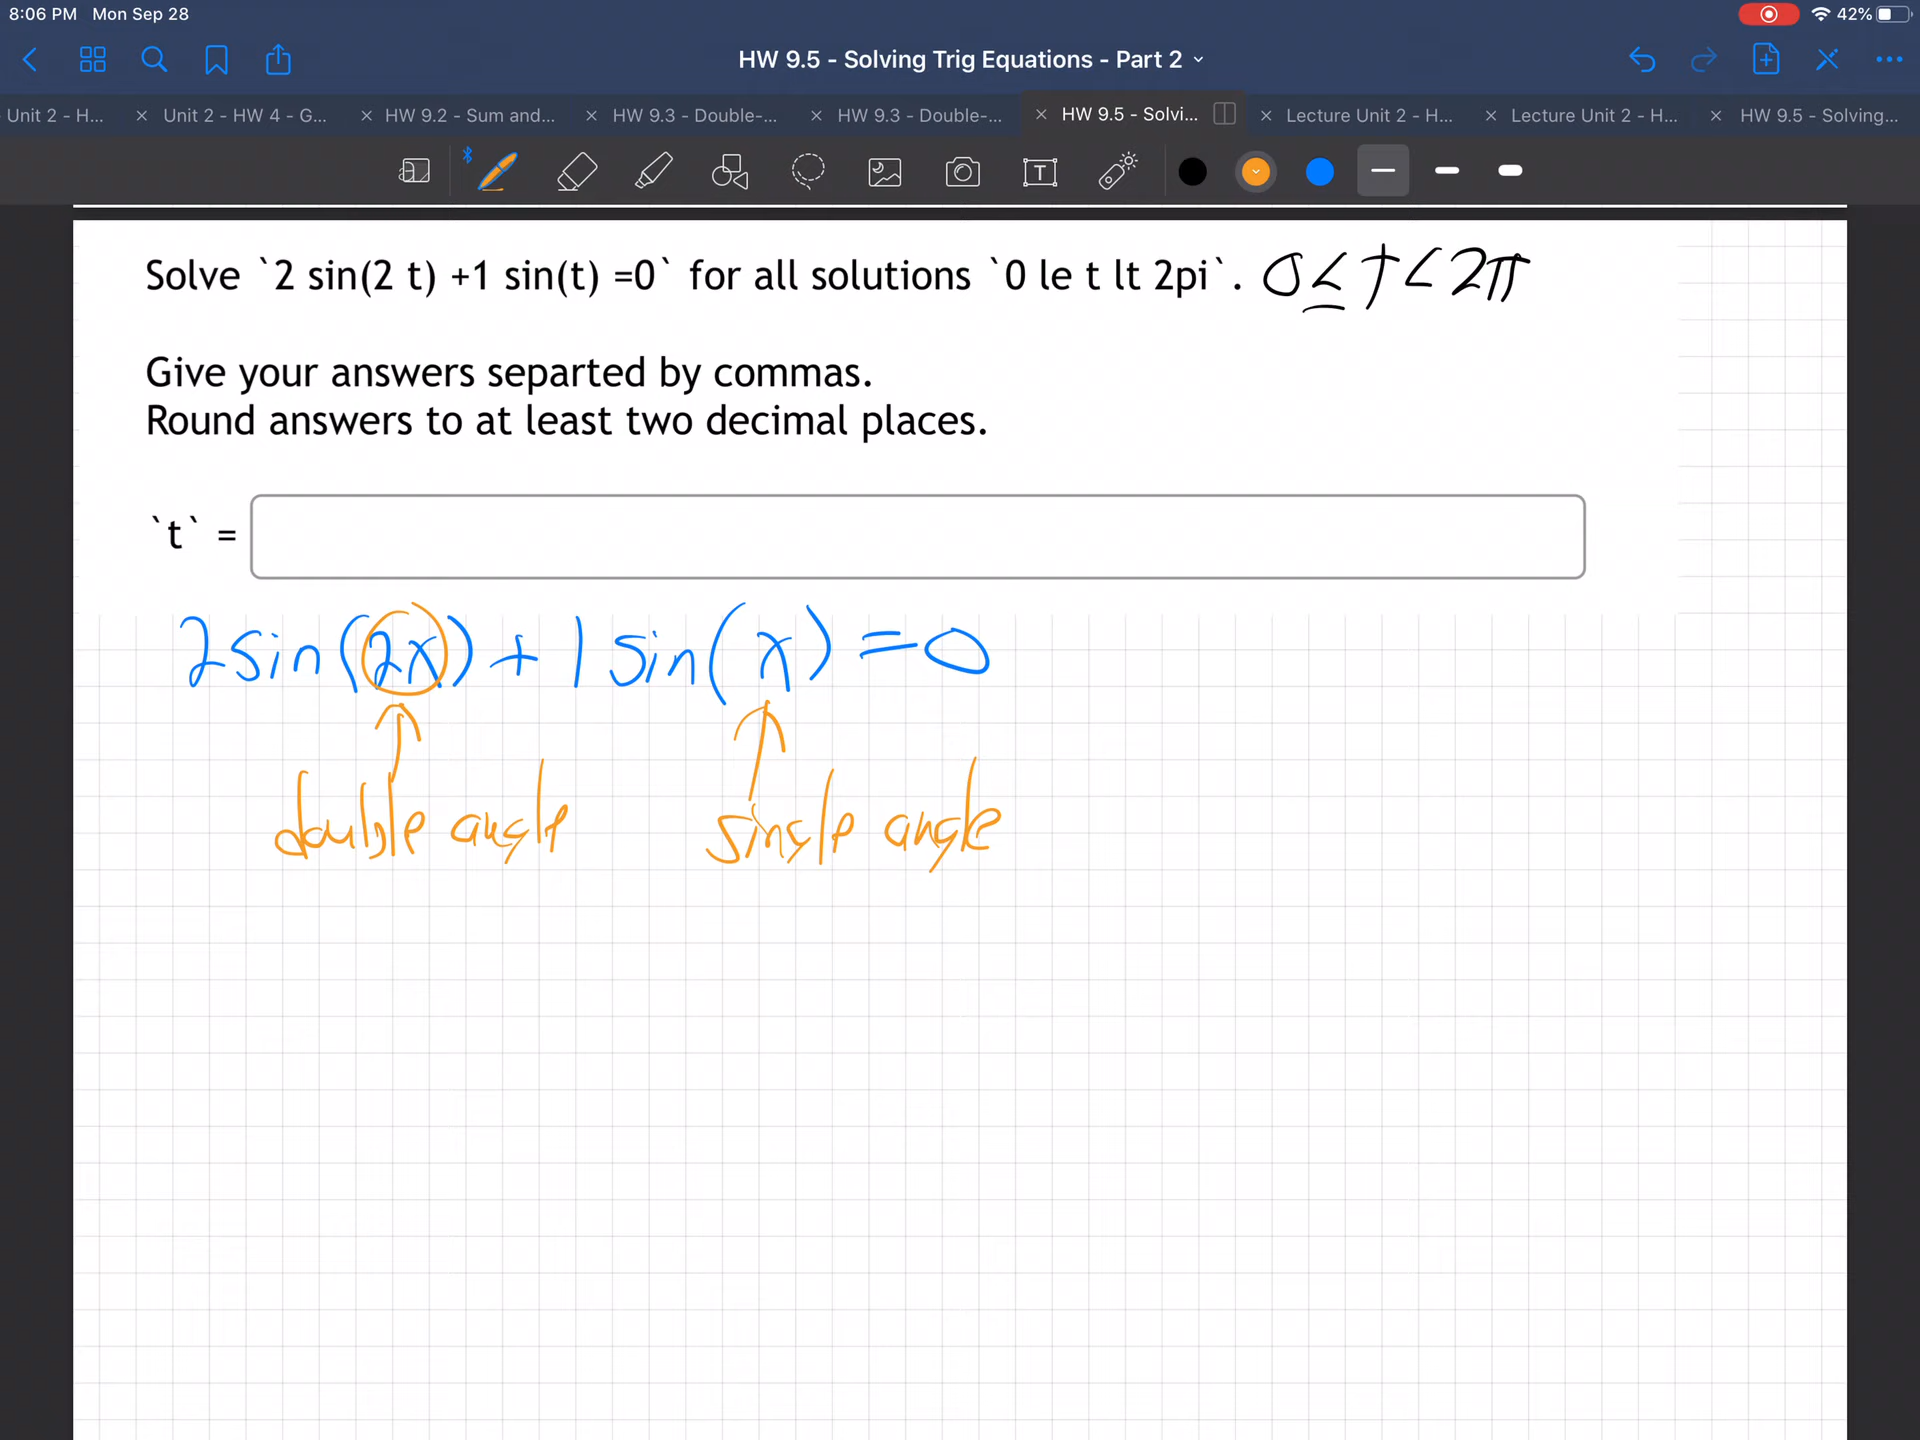 8:06 PM Mon Sep 28
42%
HW 9.5 - Solving Trig Equations - Part 2
Unit 2 - H... × Unit 2 - HW 4 - G... × HW 9.2 - Sum and... × HW 9.3 - Double-... × HW 9.3 - Double-... × HW 9.5 - Solvi... × Lecture Unit 2 - H... × Lecture Unit 2 - H... × HW 9.5 - Solving...
T
Solve `2 sin(2 t) +1 sin(t) =0` for all solutions `0 le t lt 2pi`. 0 ≤ t < 2π
Give your answers separted by commas.
Round answers to at least two decimal places.
`t` =
2sin(2x) + 1 sin(x) = 0
double angle single angle